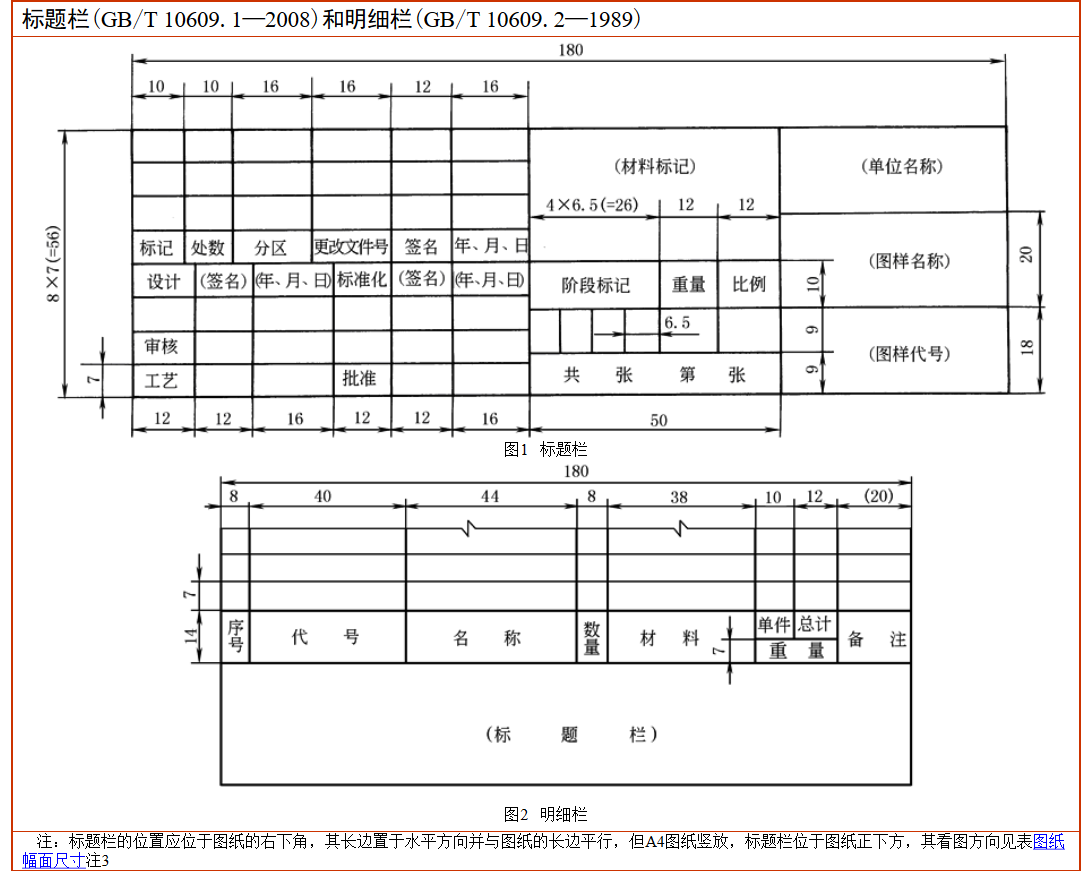 标题栏(GB/T 10609.1—2008)和明细栏(GB/T 10609.2—1989)
180
10 10 16 16 12 16
(材料标记) (单位名称)
4×6.5(=26) 12 12
标记 处数 分区 更改文件号 签名 年、月、日
8×7(=56)
(图样名称) 20
设计 (签名) (年、月、日) 标准化 (签名) (年、月、日) 阶段标记 重量 比例 10
6.5 9
审核 (图样代号) 18
7 工艺 批准 共 张 第 张 9
12 12 16 12 12 16 50
图1 标题栏
180
8 40 44 8 38 10 12 (20)
7
14 序号 代号 名称 数量 材料 7 单件 总计 备注
重量
(标题栏)
图2 明细栏
注：标题栏的位置应位于图纸的右下角，其长边置于水平方向并与图纸的长边平行，但A4图纸竖放，标题栏位于图纸正下方，其看图方向见表图纸
幅面尺寸注3